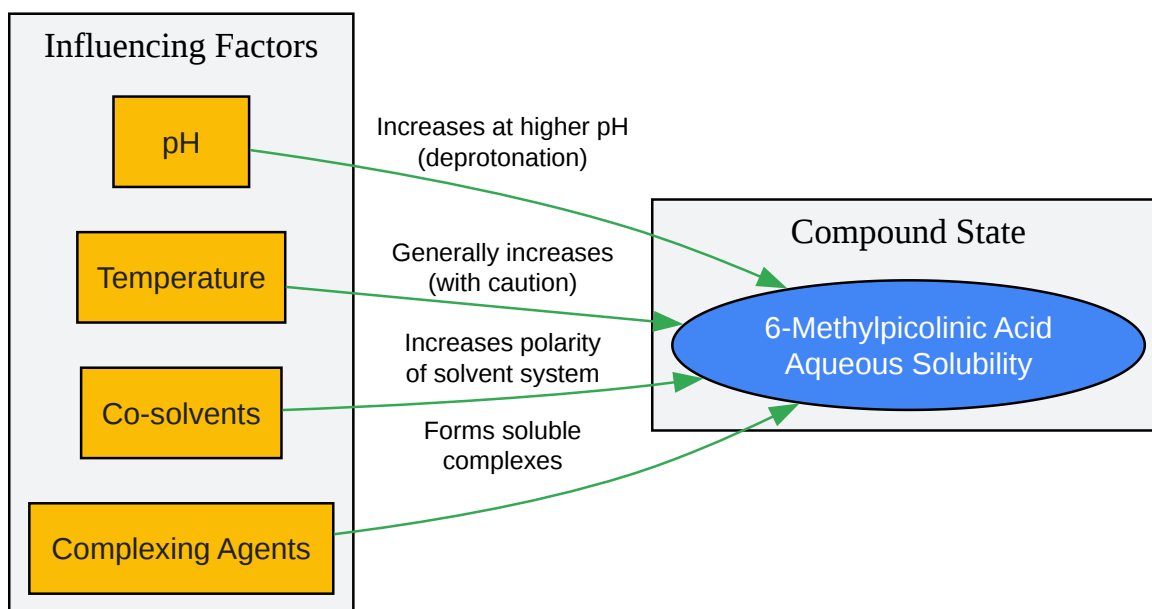 Influencing Factors
pH
Temperature
Co-solvents
Complexing Agents
Increases at higher pH
(deprotonation)
Generally increases
(with caution)
Increases polarity
of solvent system
Forms soluble
complexes
Compound State
6-Methylpicolinic Acid
Aqueous Solubility